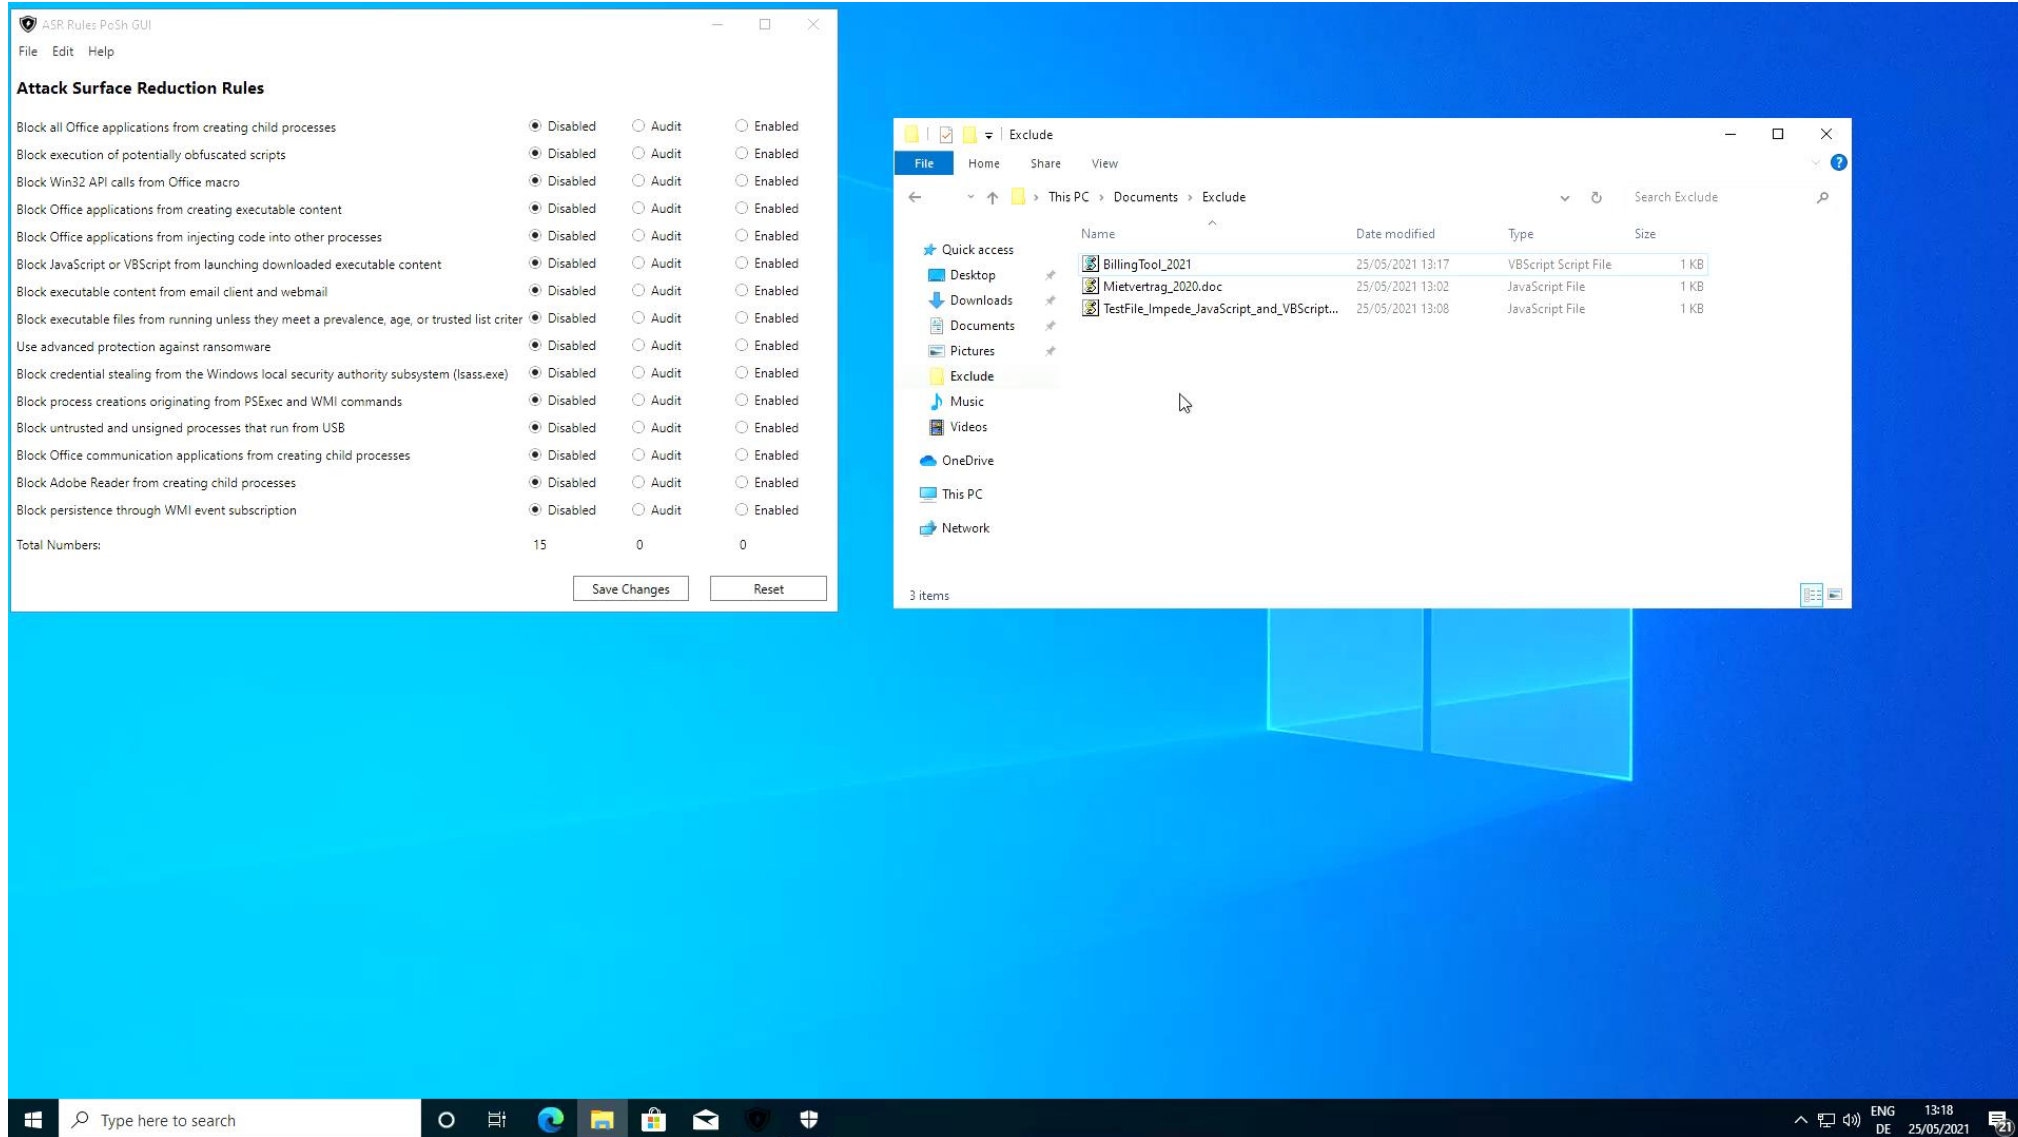 ASR Rules PoSh GUI
File Edit Help
Attack Surface Reduction Rules
Block all Office applications from creating child processes Disabled Audit Enabled
Block execution of potentially obfuscated scripts Disabled Audit Enabled
Block Win32 API calls from Office macro Disabled Audit Enabled
Block Office applications from creating executable content Disabled Audit Enabled
Block Office applications from injecting code into other processes Disabled Audit Enabled
Block JavaScript or VBScript from launching downloaded executable content Disabled Audit Enabled
Block executable content from email client and webmail Disabled Audit Enabled
Block executable files from running unless they meet a prevalence, age, or trusted list criter Disabled Audit Enabled
Use advanced protection against ransomware Disabled Audit Enabled
Block credential stealing from the Windows local security authority subsystem (lsass.exe) Disabled Audit Enabled
Block process creations originating from PSExec and WMI commands Disabled Audit Enabled
Block untrusted and unsigned processes that run from USB Disabled Audit Enabled
Block Office communication applications from creating child processes Disabled Audit Enabled
Block Adobe Reader from creating child processes Disabled Audit Enabled
Block persistence through WMI event subscription Disabled Audit Enabled
Total Numbers: 15 0 0
Save Changes Reset
Exclude
File Home Share View
This PC > Documents > Exclude Search Exclude
Name Date modified Type Size
BillingTool_2021 25/05/2021 13:17 VBScript Script File 1 KB
Mietvertrag_2020.doc 25/05/2021 13:02 JavaScript File 1 KB
TestFile_Impede_JavaScript_and_VBScript... 25/05/2021 13:08 JavaScript File 1 KB
Quick access
Desktop
Downloads
Documents
Pictures
Exclude
Music
Videos
OneDrive
This PC
Network
3 items
Type here to search
ENG 13:18
DE 25/05/2021
21